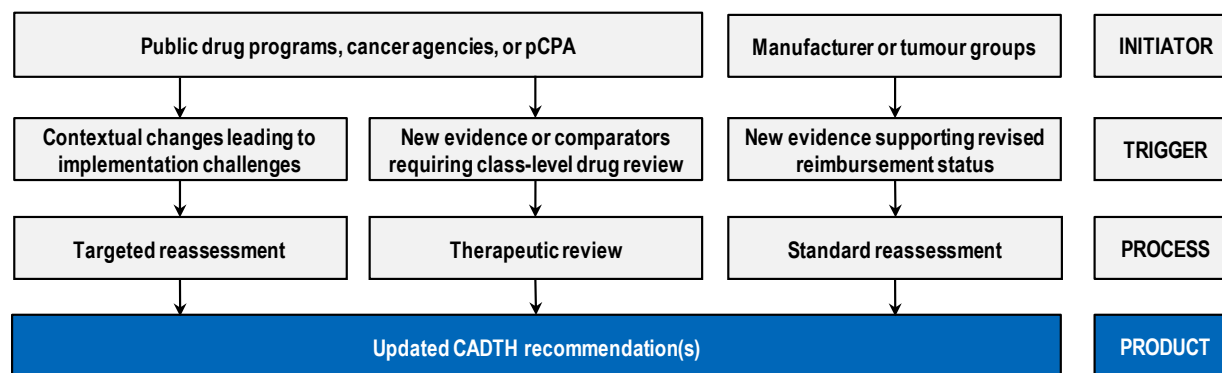 Public drug programs, cancer agencies, or pCPA
Manufacturer or tumour groups
INITIATOR
Contextual changes leading to
implementation challenges
New evidence or comparators
requiring class-level drug review
New evidence supporting revised
reimbursement status
TRIGGER
Targeted reassessment
Therapeutic review
Standard reassessment
PROCESS
Updated CADTH recommendation(s)
PRODUCT